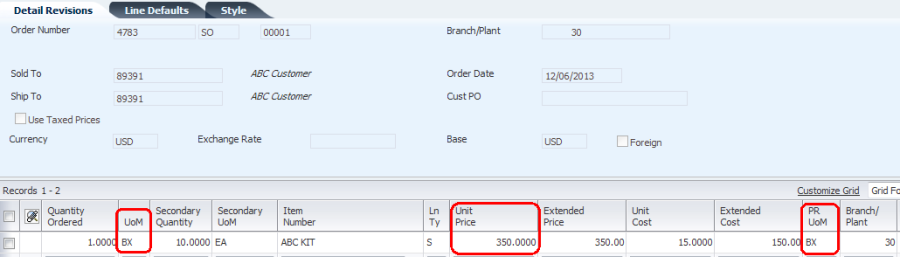 Detail Revisions Line Defaults Style
Order Number 4783 SO 00001 Branch/Plant 30
Sold To 89391 ABC Customer Order Date 12/06/2013
Ship To 89391 ABC Customer Cust PO
Use Taxed Prices
Currency USD Exchange Rate Base USD Foreign
Records 1 - 2 Customize Grid Grid Fo
Quantity Ordered UoM Secondary Quantity Secondary UoM Item Number Ln Ty Unit Price Extended Price Unit Cost Extended Cost PR UoM Branch/ Plant
1.0000 BX 10.0000 EA ABC KIT S 350.0000 350.00 15.0000 150.00 BX 30